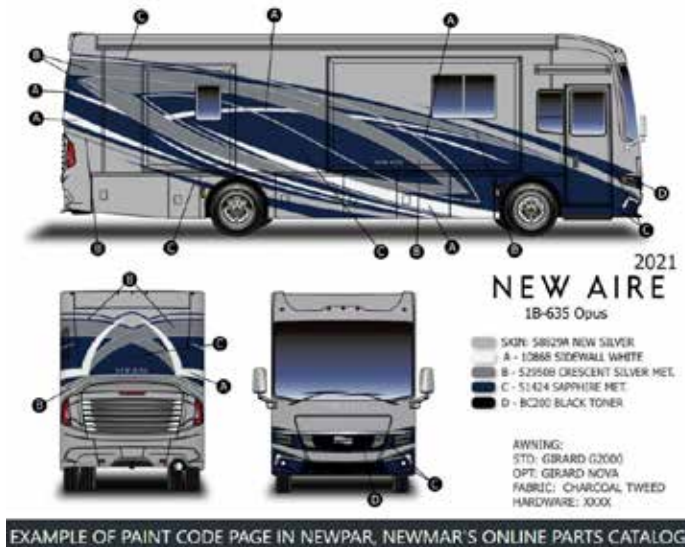 C
A
A
B
A
A
D
B
C
C
B
A
B
C
2021
NEW AIRE
1B-635 Opus
B
C
A
B
D
C
SKIN: 58829A NEW SILVER
A - 10868 SIDEWALL WHITE
B - 52950B CRESCENT SILVER MET.
C - 51424 SAPPHIRE MET.
D - BC200 BLACK TONER
AWNING:
STD: GIRARD G2000
OPT: GIRARD NOVA
FABRIC: CHARCOAL TWEED
HARDWARE: XXXX
EXAMPLE OF PAINT CODE PAGE IN NEWPAR, NEWMAR'S ONLINE PARTS CATALOG